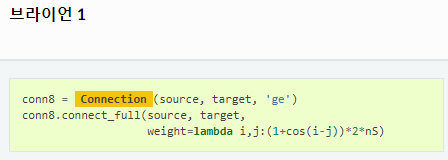 브라이언 1
conn8 = Connection(source, target, 'ge')
conn8.connect_full(source, target,
weight=lambda i,j:(1+cos(i-j))*2*nS)